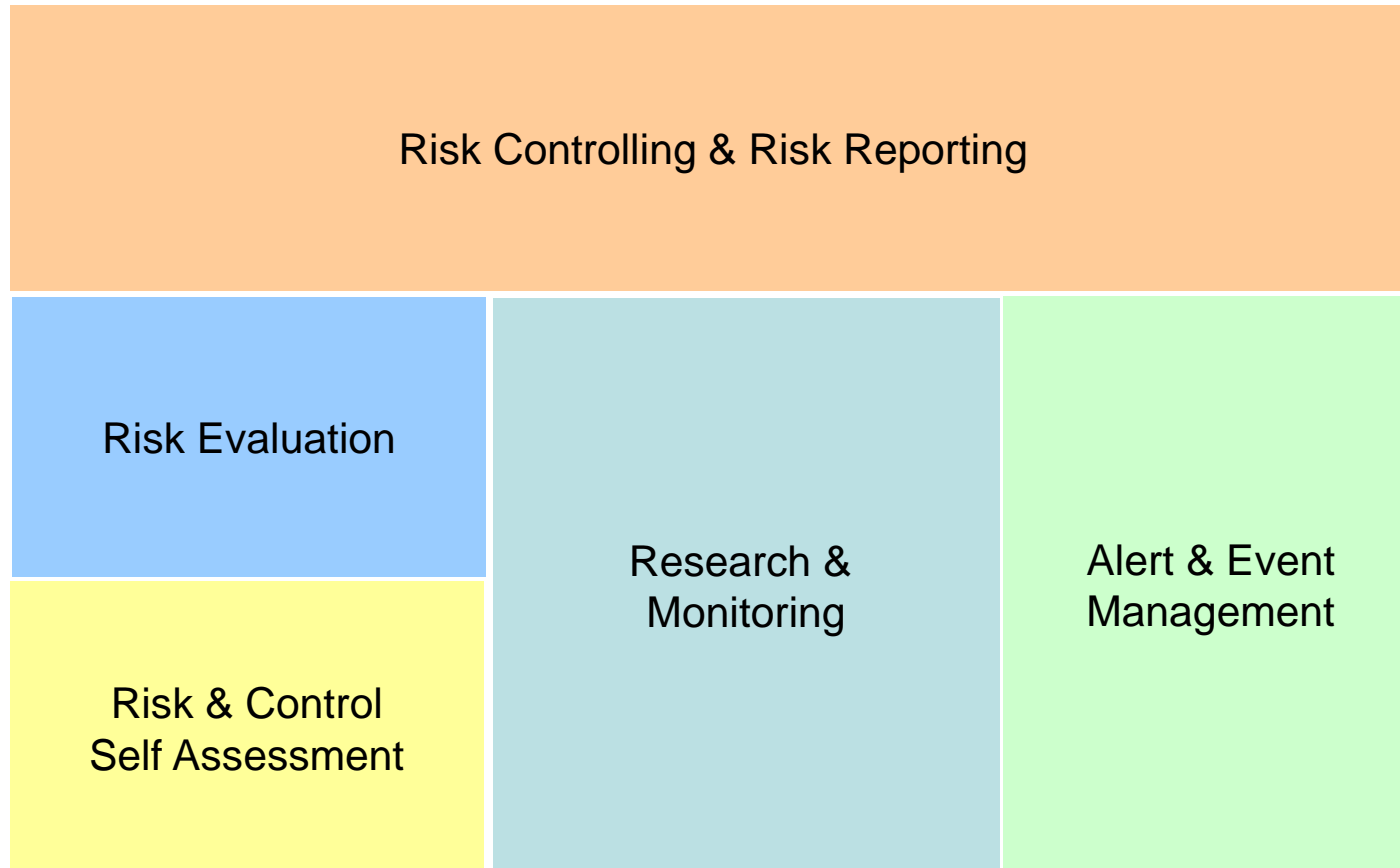 Risk Controlling & Risk Reporting
Risk Evaluation
Risk & Control
Self Assessment
Research &
Monitoring
Alert & Event
Management